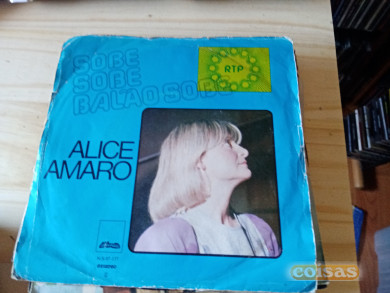 SOBE
SOBE
BALÃO SOBE
RTP
ALICE
AMARO
coisas